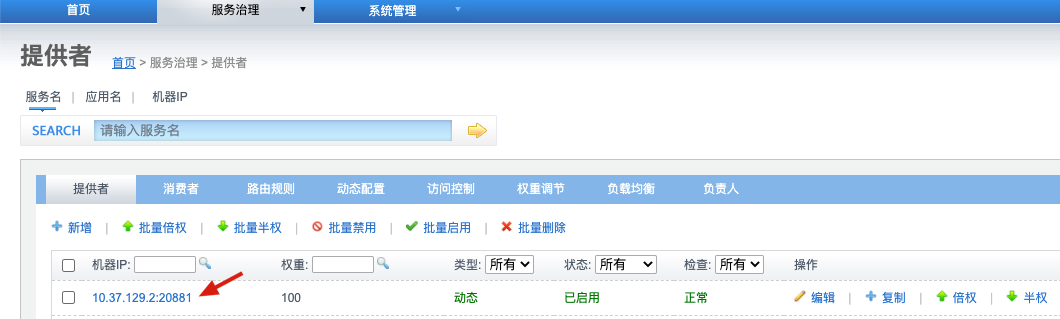 首页 服务治理 系统管理
提供者 首页 > 服务治理 > 提供者
服务名 | 应用名 | 机器IP
SEARCH 请输入服务名
提供者 消费者 路由规则 动态配置 访问控制 权重调节 负载均衡 负责人
新增 | 批量倍权 | 批量半权 | 批量禁用 | 批量启用 | 批量删除
机器IP: 权重: 类型: 所有 状态: 所有 检查: 所有 操作
10.37.129.2:20881 100 动态 已启用 正常 编辑 | 复制 | 倍权 | 半权